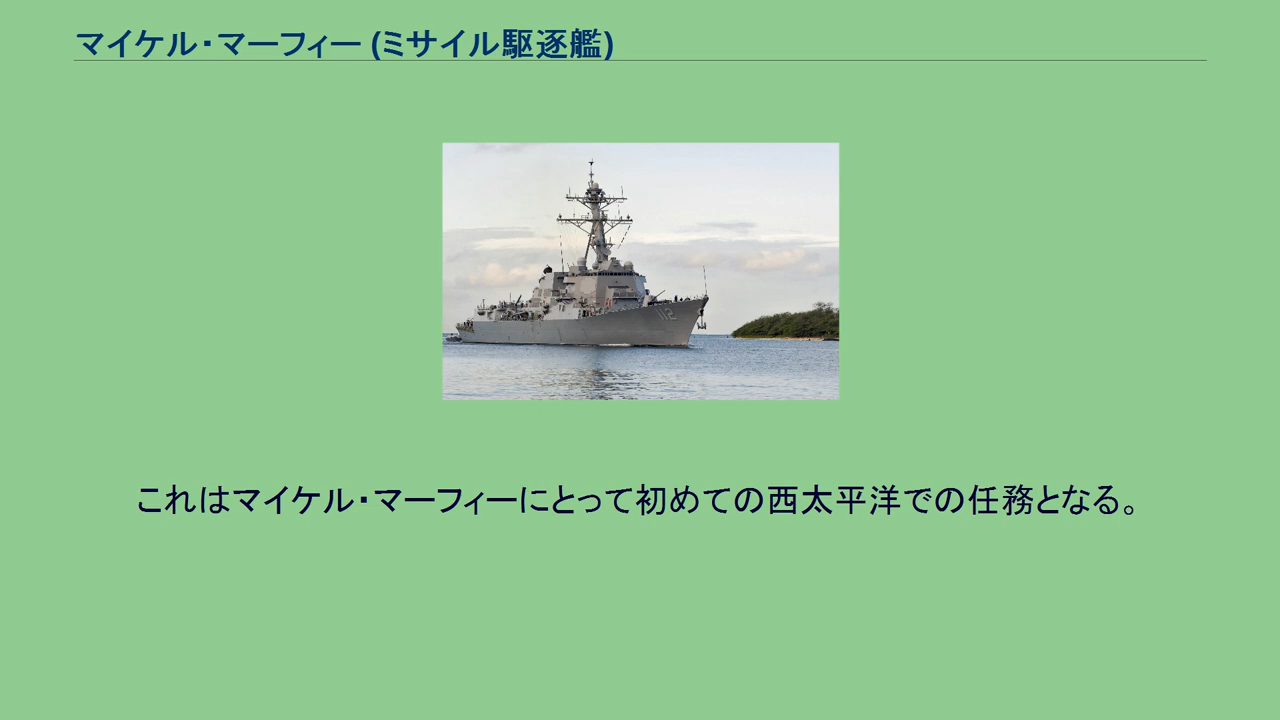 マイケル・マーフィー (ミサイル駆逐艦)
112
これはマイケル・マーフィーにとって初めての西太平洋での任務となる。